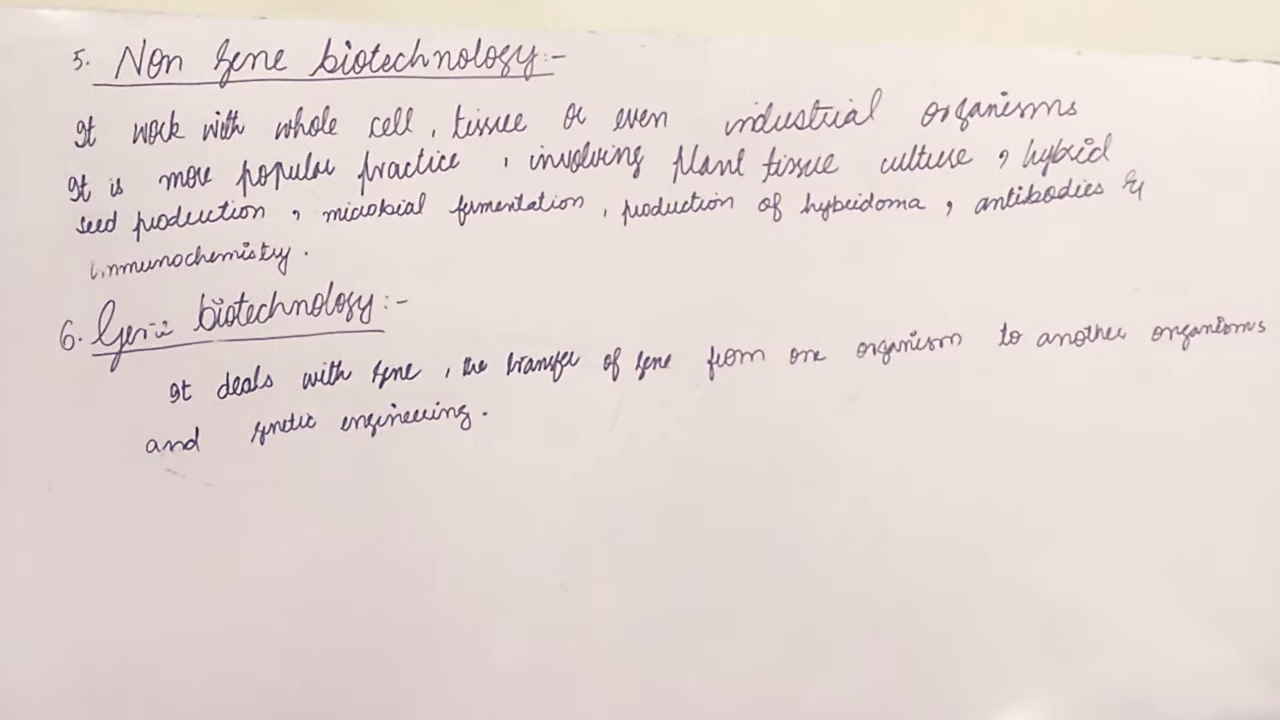 5. Non Gene biotechnology:-
It work with whole cell, tissue or even industrial organisms
It is more popular practice, involving plant tissue culture, hybrid
seed production, microbial fermentation, production of hybridoma, antibodies &
immunochemistry.
6. Gene biotechnology:-
It deals with gene, the transfer of gene from one organism to another organisms
and genetic engineering.